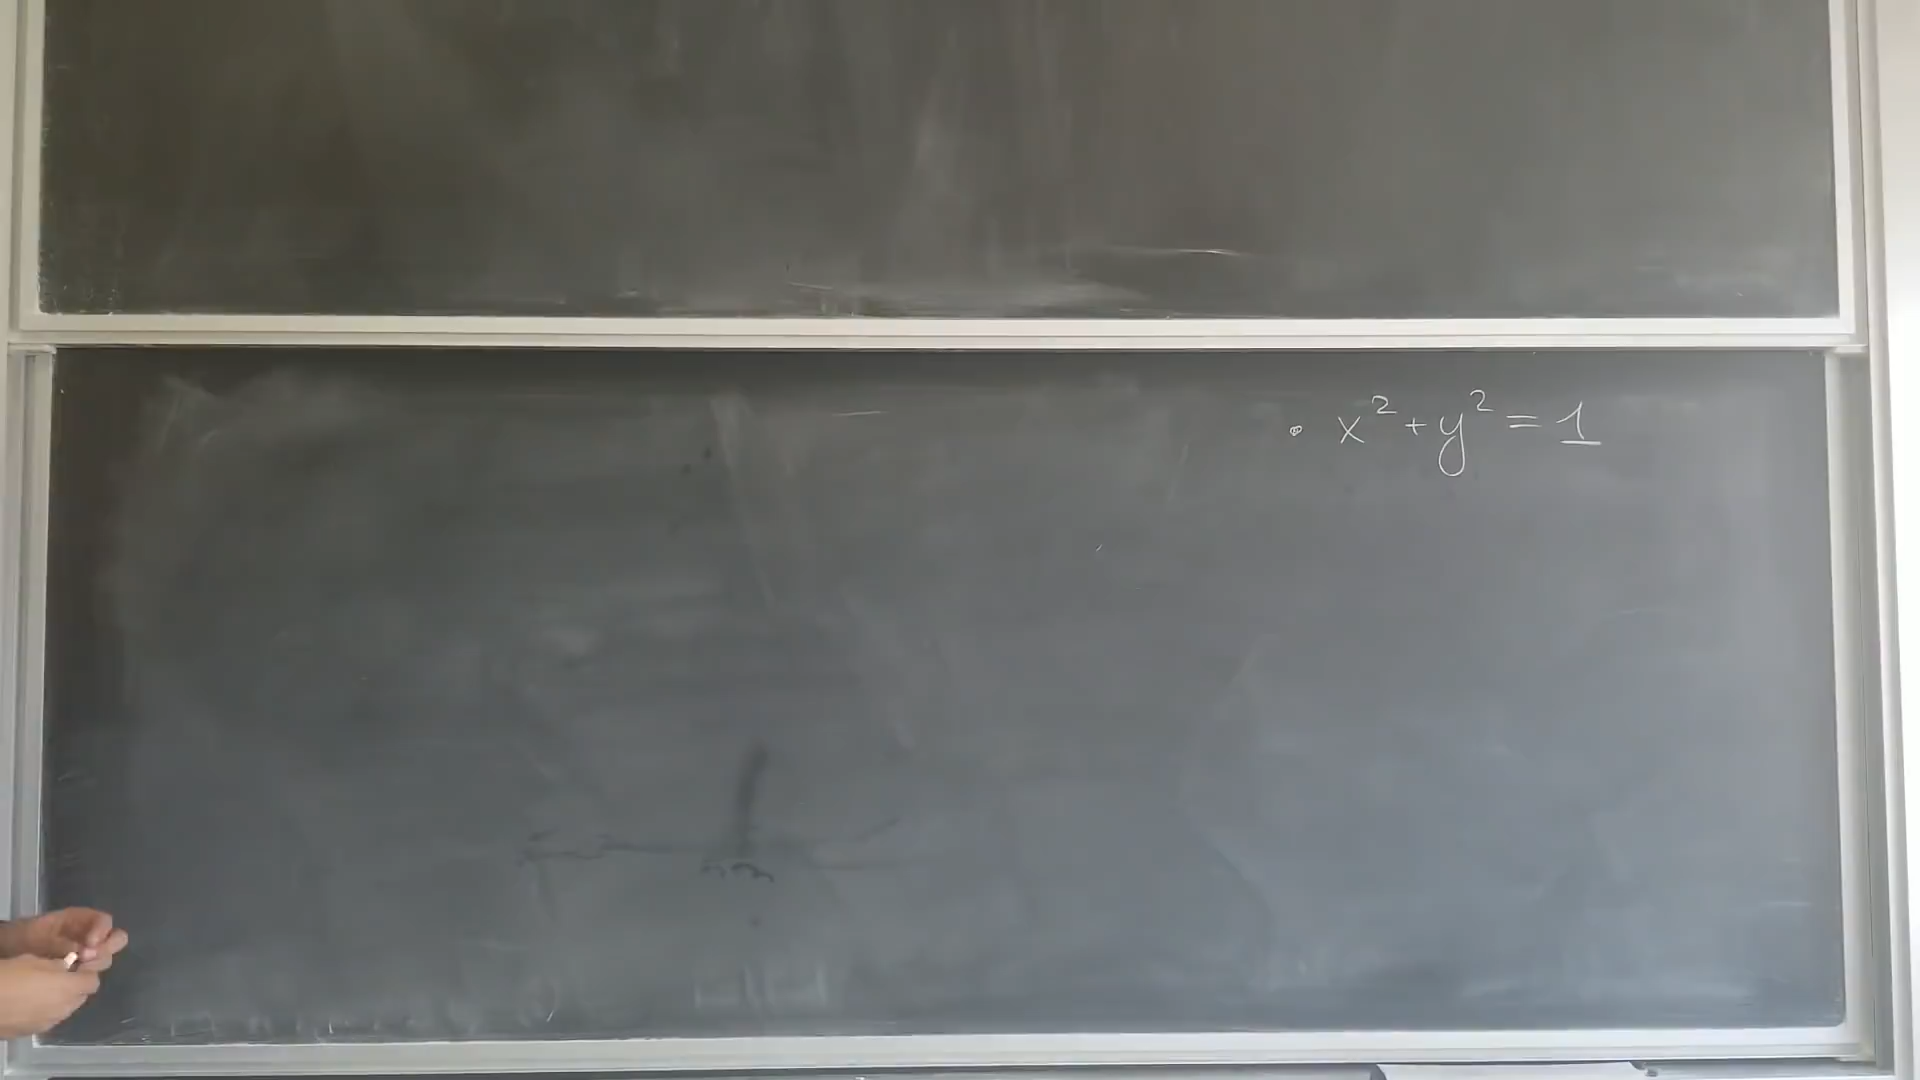 • x² + y² = 1